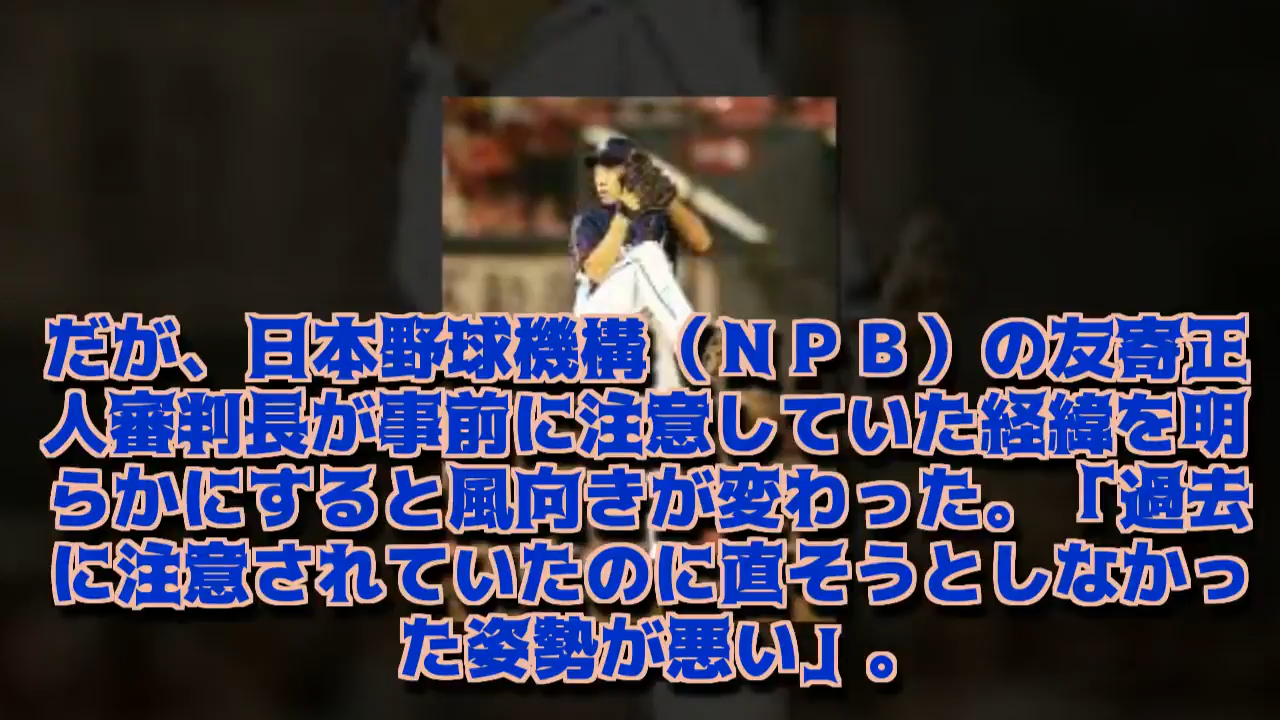 だが、日本野球機構（ＮＰＢ）の友寄正
人審判長が事前に注意していた経緯を明
らかにすると風向きが変わった。「過去
に注意されていたのに直そうとしなかっ
た姿勢が悪い」。